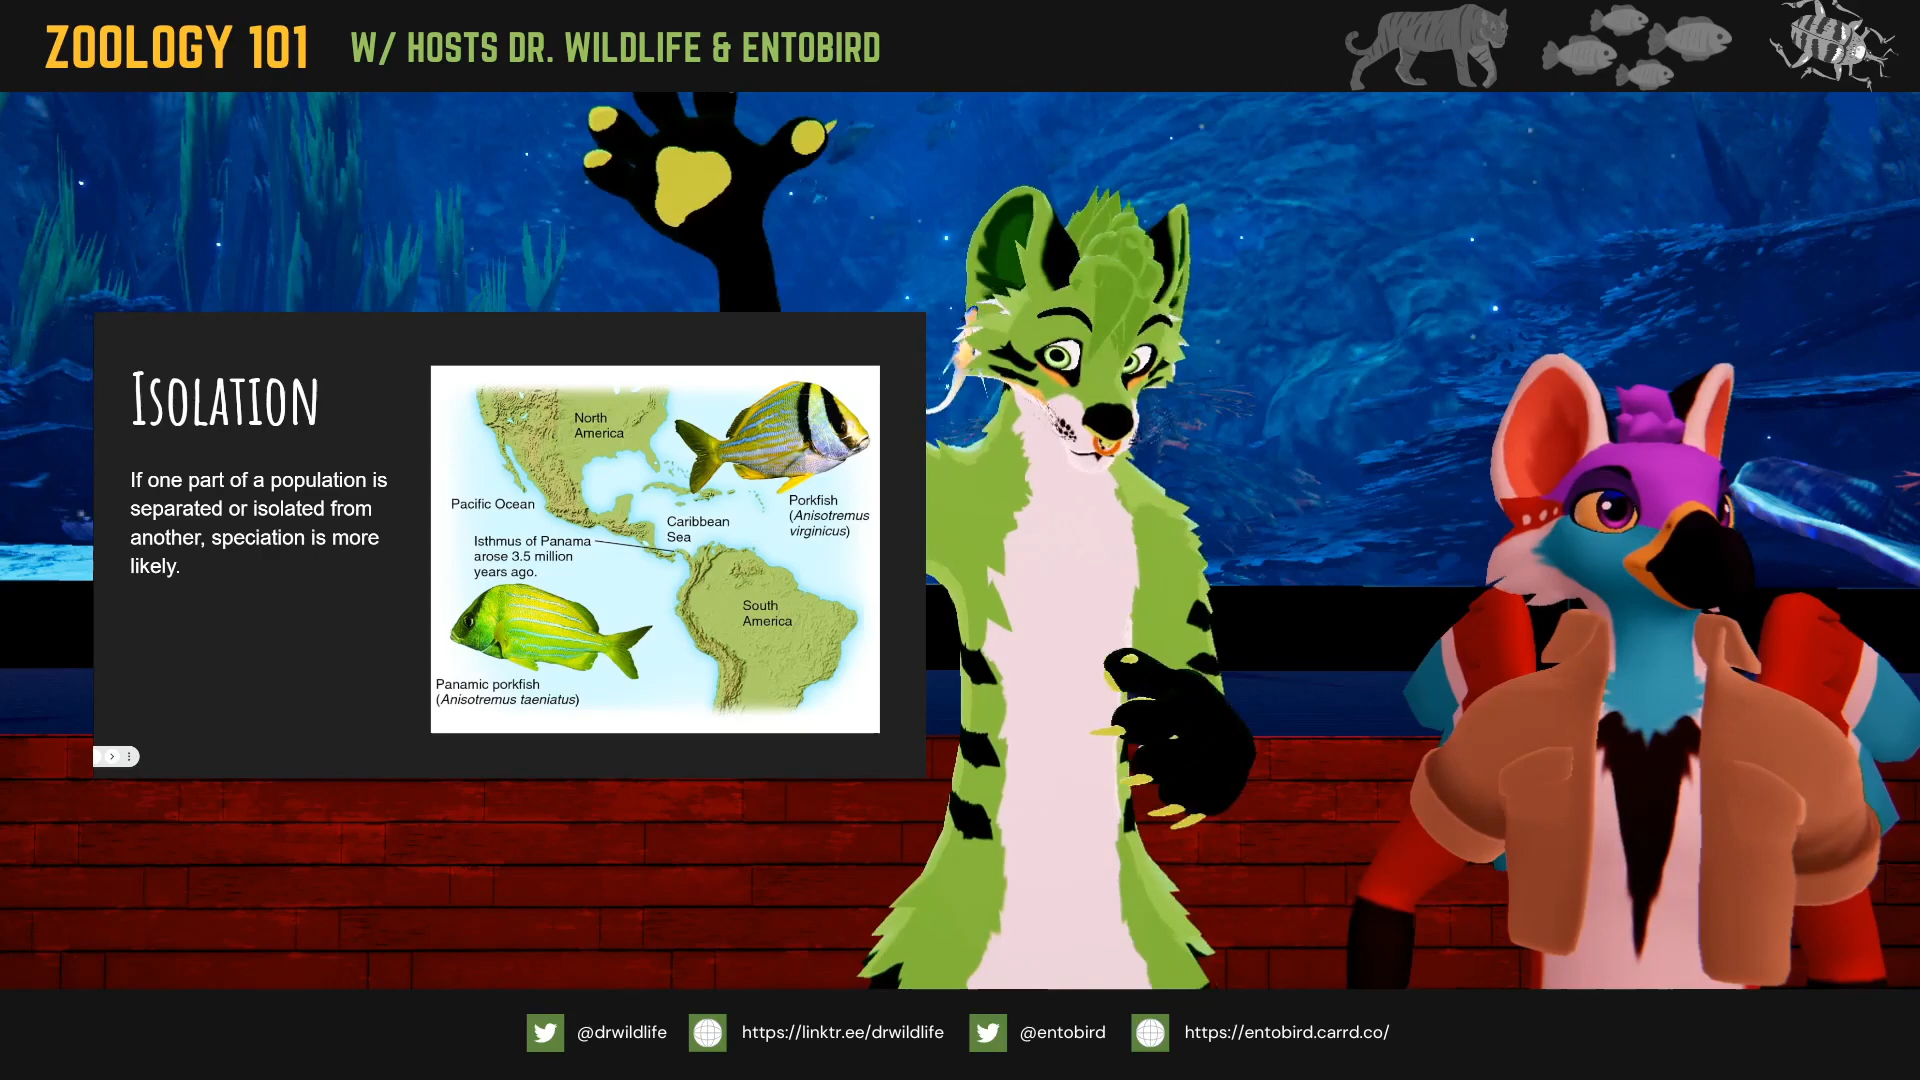 ZOOLOGY 101
W/ HOSTS DR. WILDLIFE & ENTOBIRD
ISOLATION
If one part of a population is
separated or isolated from
another, speciation is more
likely.
North
America
Pacific Ocean
Porkfish
(Anisotremus
virginicus)
Caribbean
Sea
Isthmus of Panama
arose 3.5 million
years ago.
South
America
Panamic porkfish
(Anisotremus taeniatus)
@drwildlife
https://linktr.ee/drwildlife
@entobird
https://entobird.carrd.co/